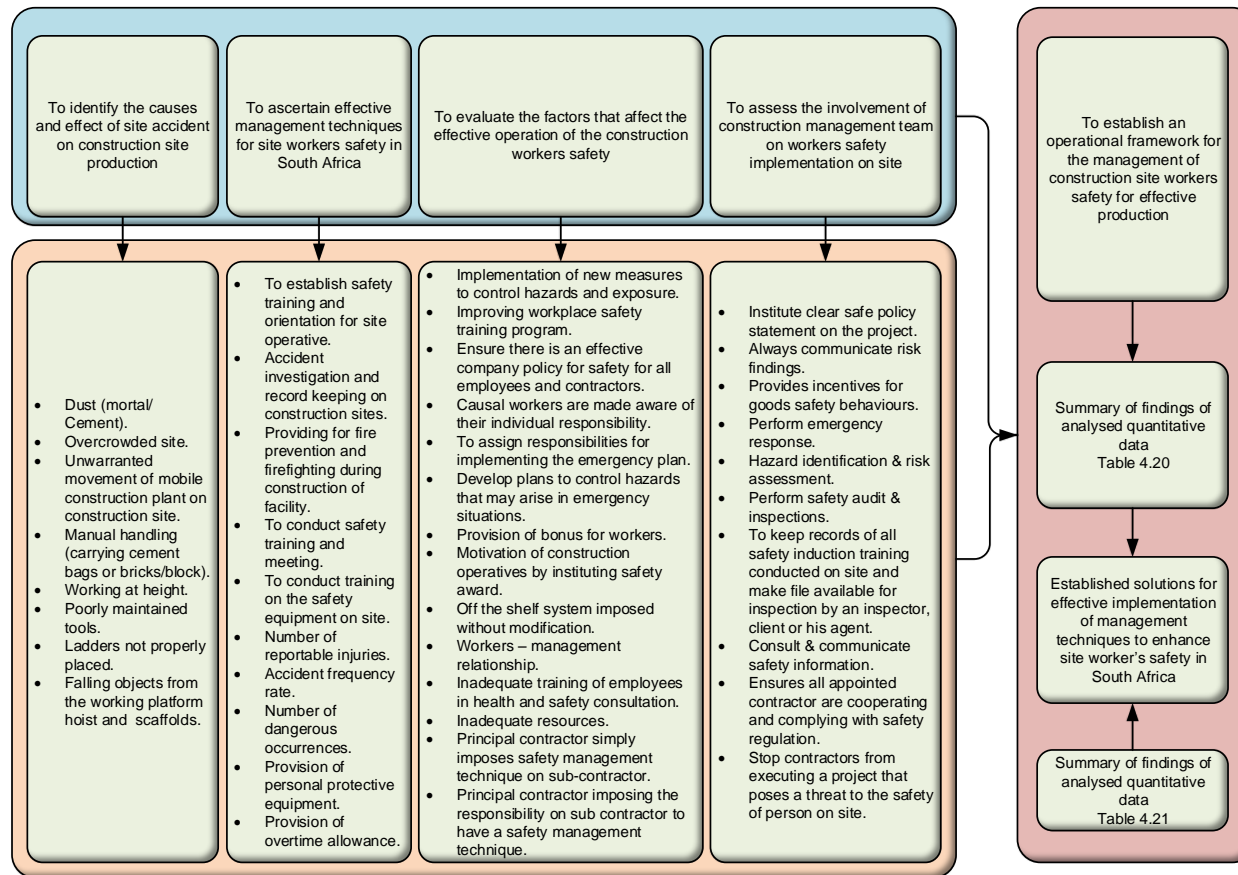 To identify the causes
and effect of site accident
on construction site
production
To ascertain effective
management techniques
for site workers safety in
South Africa
To evaluate the factors that affect the
effective operation of the construction
workers safety
To assess the involvement of
construction management team
on workers safety
implementation on site
To establish an
operational framework for
the management of
construction site workers
safety for effective
production
• Dust (mortal/
Cement).
• Overcrowded site.
• Unwarranted
movement of mobile
construction plant on
construction site.
• Manual handling
(carrying cement
bags or bricks/block).
• Working at height.
• Poorly maintained
tools.
• Ladders not properly
placed.
• Falling objects from
the working platform
hoist and scaffolds.
• To establish safety
training and
orientation for site
operative.
• Accident
investigation and
record keeping on
construction sites.
• Providing for fire
prevention and
firefighting during
construction of
facility.
• To conduct safety
training and
meeting.
• To conduct training
on the safety
equipment on site.
• Number of
reportable injuries.
• Accident frequency
rate.
• Number of
dangerous
occurrences.
• Provision of
personal protective
equipment.
• Provision of
overtime allowance.
• Implementation of new measures
to control hazards and exposure.
• Improving workplace safety
training program.
• Ensure there is an effective
company policy for safety for all
employees and contractors.
• Causal workers are made aware of
their individual responsibility.
• To assign responsibilities for
implementing the emergency plan.
• Develop plans to control hazards
that may arise in emergency
situations.
• Provision of bonus for workers.
• Motivation of construction
operatives by instituting safety
award.
• Off the shelf system imposed
without modification.
• Workers – management
relationship.
• Inadequate training of employees
in health and safety consultation.
• Inadequate resources.
• Principal contractor simply
imposes safety management
technique on sub-contractor.
• Principal contractor imposing the
responsibility on sub contractor to
have a safety management
technique.
• Institute clear safe policy
statement on the project.
• Always communicate risk
findings.
• Provides incentives for
goods safety behaviours.
• Perform emergency
response.
• Hazard identification & risk
assessment.
• Perform safety audit &
inspections.
• To keep records of all
safety induction training
conducted on site and
make file available for
inspection by an inspector,
client or his agent.
• Consult & communicate
safety information.
• Ensures all appointed
contractor are cooperating
and complying with safety
regulation.
• Stop contractors from
executing a project that
poses a threat to the safety
of person on site.
Summary of findings of
analysed quantitative
data
Table 4.20
Established solutions for
effective implementation
of management
techniques to enhance
site worker's safety in
South Africa
Summary of findings of
analysed quantitative
data
Table 4.21